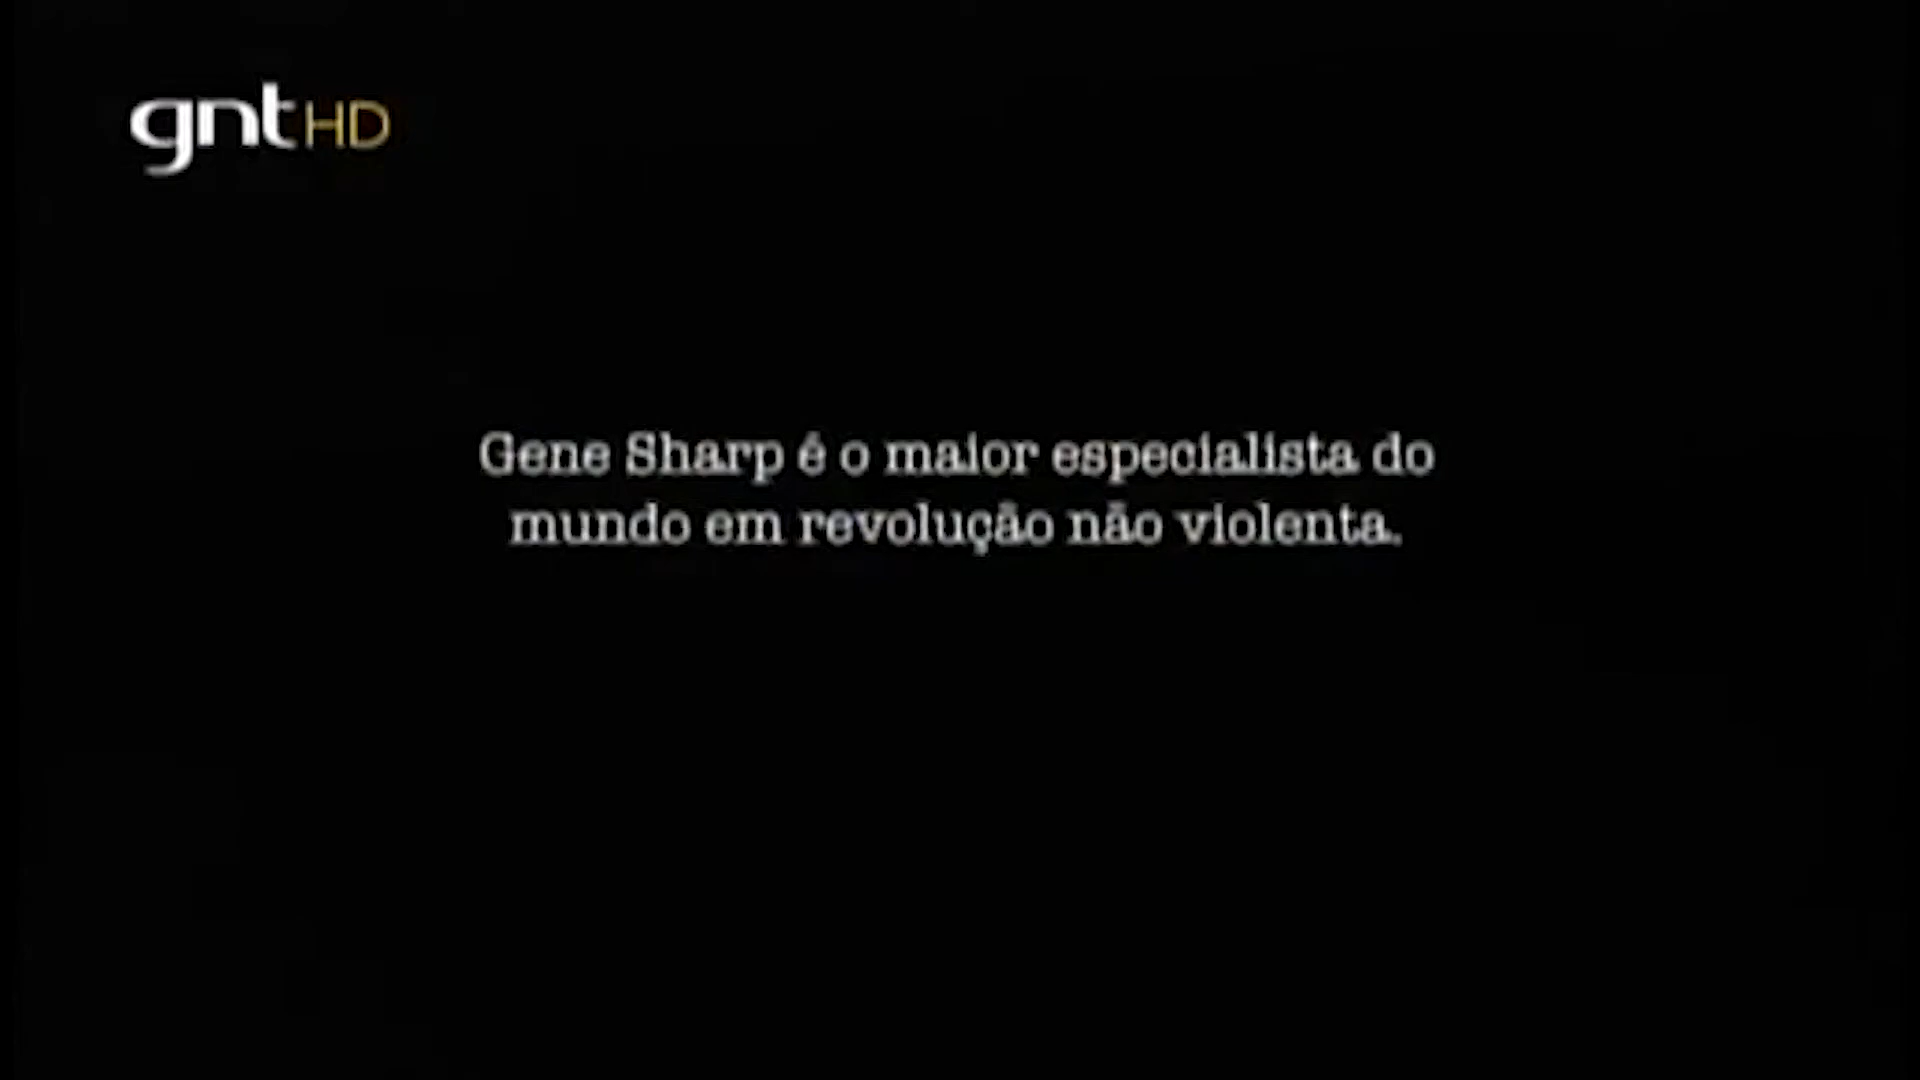 gnt HD
Gene Sharp é o maior especialista do
mundo em revolução não violenta.